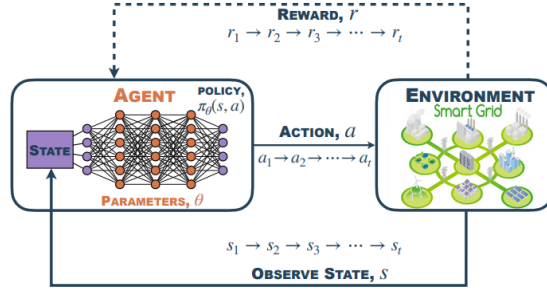 REWARD, r
r₁ → r₂ → r₃ → ⋯ → rₜ
AGENT
POLICY,
π_θ(s, a)
STATE
PARAMETERS, θ
ACTION, a
a₁→ a₂→ ⋯→ aₜ
ENVIRONMENT
Smart Grid
s₁ → s₂ → s₃ → ⋯ → sₜ
OBSERVE STATE, s